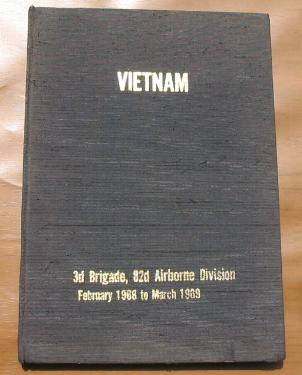 VIETNAM
3d Brigade, 82d Airborne Division
February 1968 to March 1969